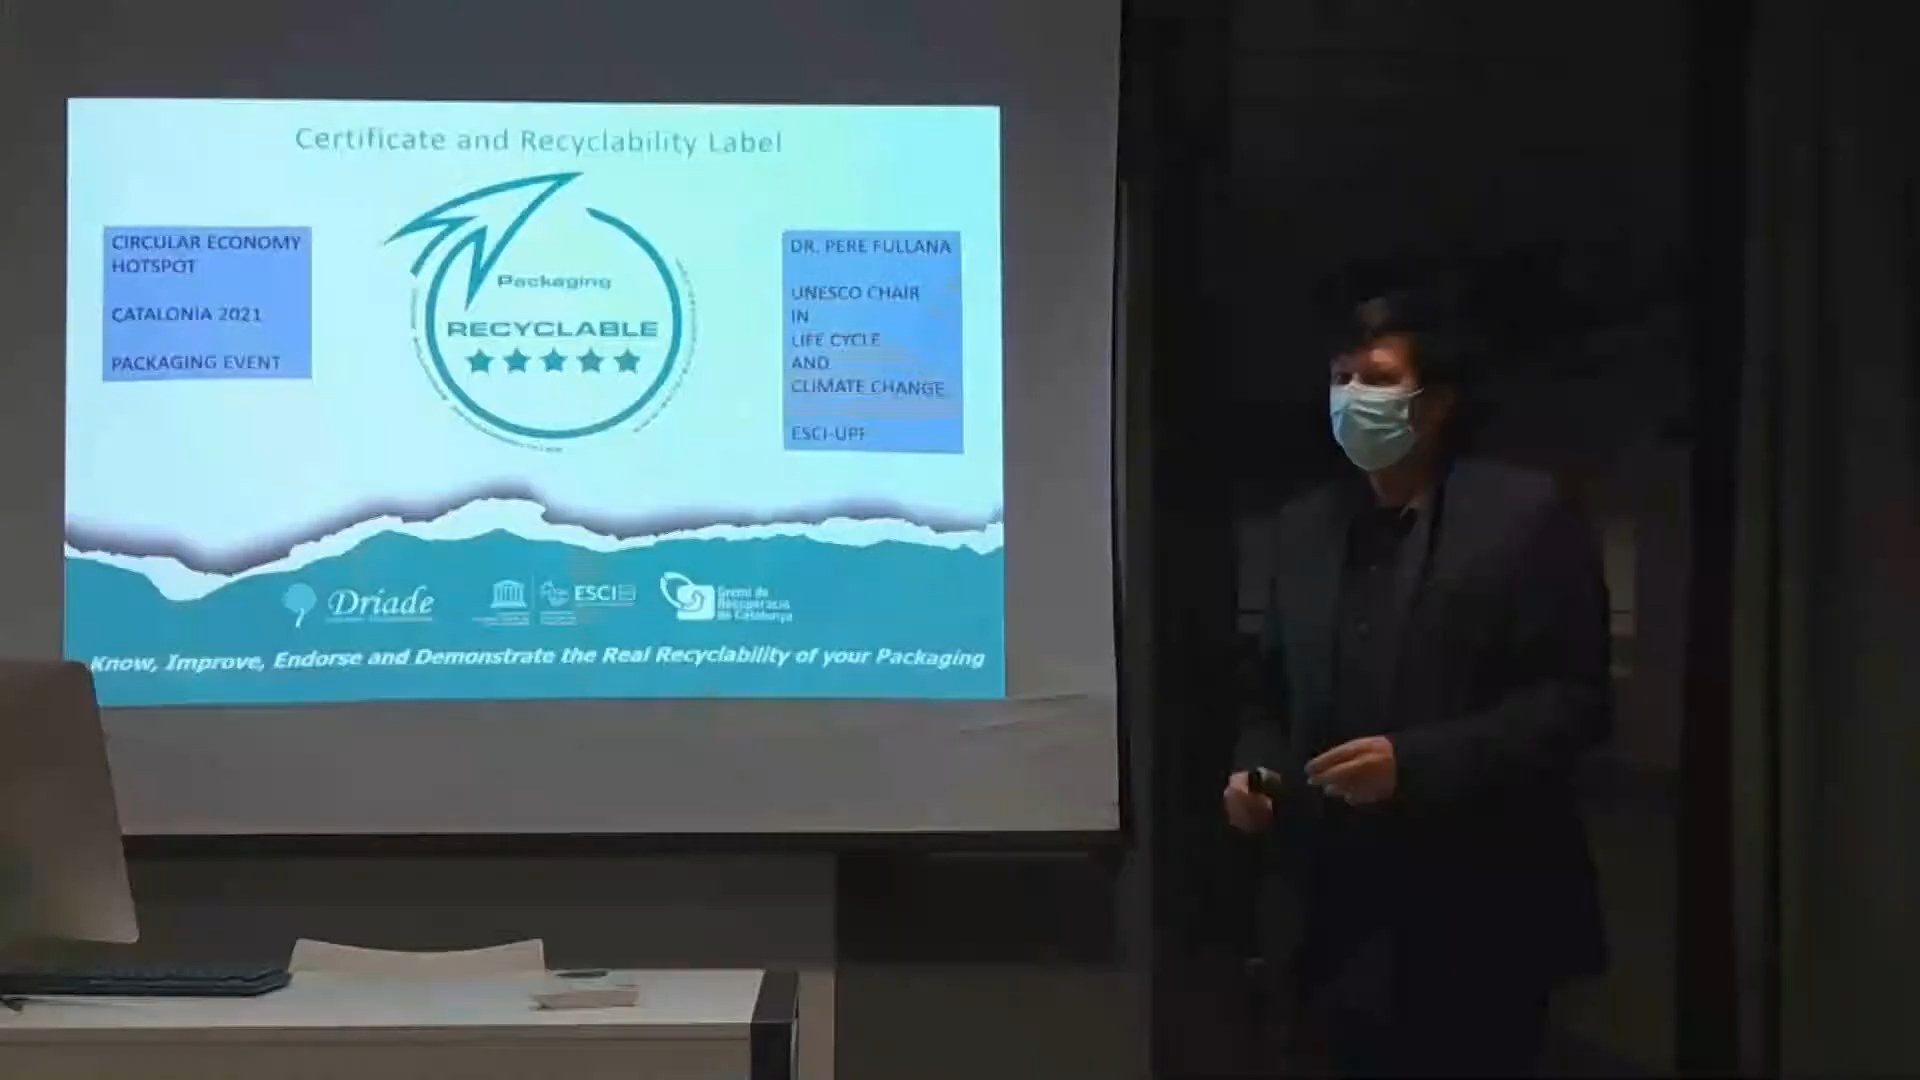 Certificate and Recyclability Label
CIRCULAR ECONOMY
HOTSPOT
CATALONIA 2021
PACKAGING EVENT
Packaging
RECYCLABLE
DR. PERE FULLANA
UNESCO CHAIR
IN
LIFE CYCLE
AND
CLIMATE CHANGE
ESCI-UPF
Dríade
ESCI
Gremi de
Recuperació
de Catalunya
Know, Improve, Endorse and Demonstrate the Real Recyclability of your Packaging